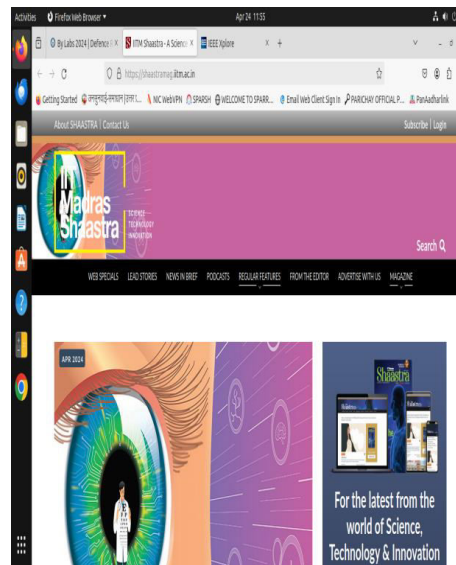 Activities Firefox Web Browser Apr 24 11:55
By Labs 2024 | Defence IITM Shaastra - A Science IEEE Xplore
https://shaastramag.iitm.ac.in
Getting Started NIC WebVPN SPARSH WELCOME TO SPARR... Email Web Client Sign In PARICHAY OFFICIAL P... PanAadharlink
About SHAASTRA | Contact Us Subscribe | Login
IIT
Madras
Shaastra
SCIENCE
TECHNOLOGY
INNOVATION
Search
WEB SPECIALS LEAD STORIES NEWS IN BRIEF PODCASTS REGULAR FEATURES FROM THE EDITOR ADVERTISE WITH US MAGAZINE
APR 2024
Shaastra
For the latest from the
world of Science,
Technology & Innovation